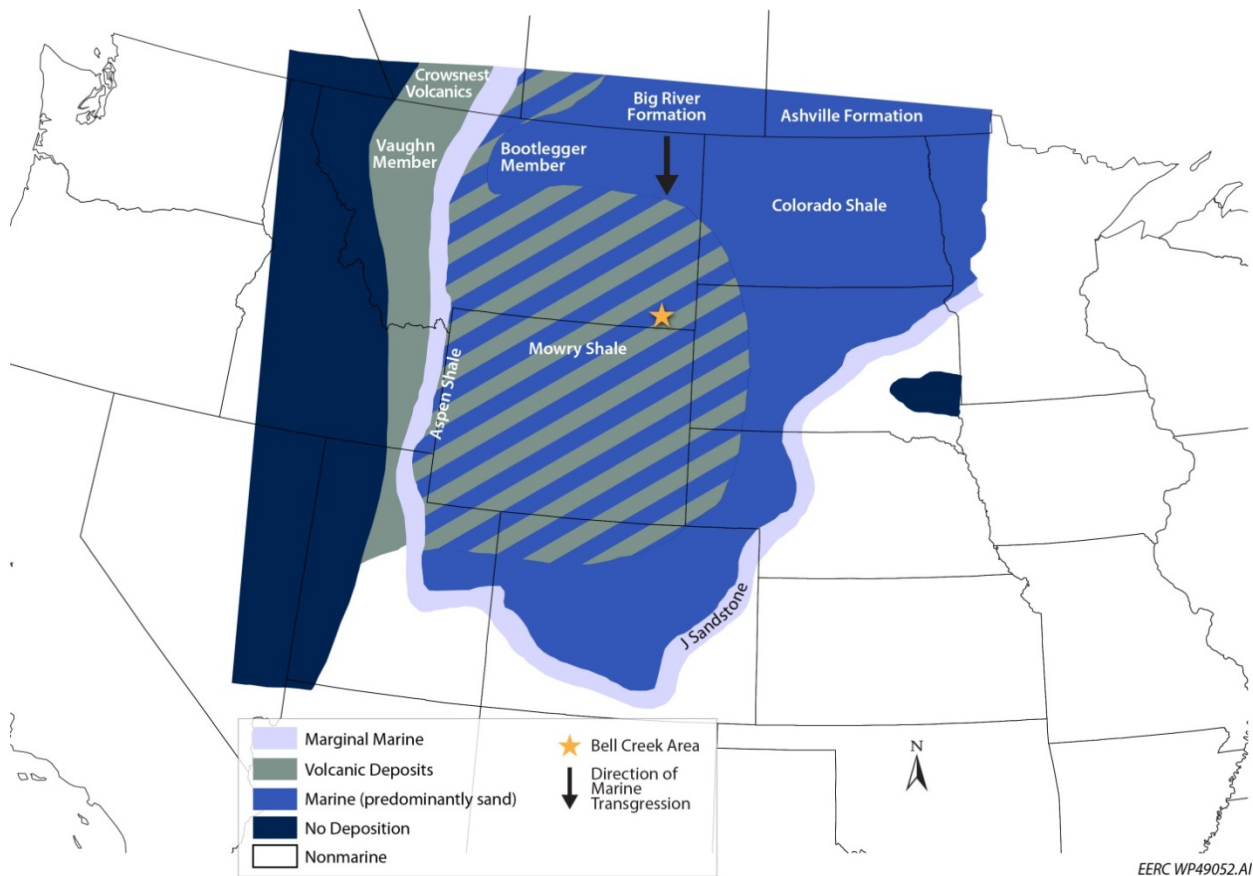 Crowsnest
Volcanics
Big River
Formation
Ashville Formation
Vaughn
Member
Bootlegger
Member
Colorado Shale
Mowry Shale
Aspen Shale
J Sandstone
Marginal Marine
Volcanic Deposits
Marine (predominantly sand)
No Deposition
Nonmarine
Bell Creek Area
Direction of
Marine
Transgression
N
EERC WP49052.AI